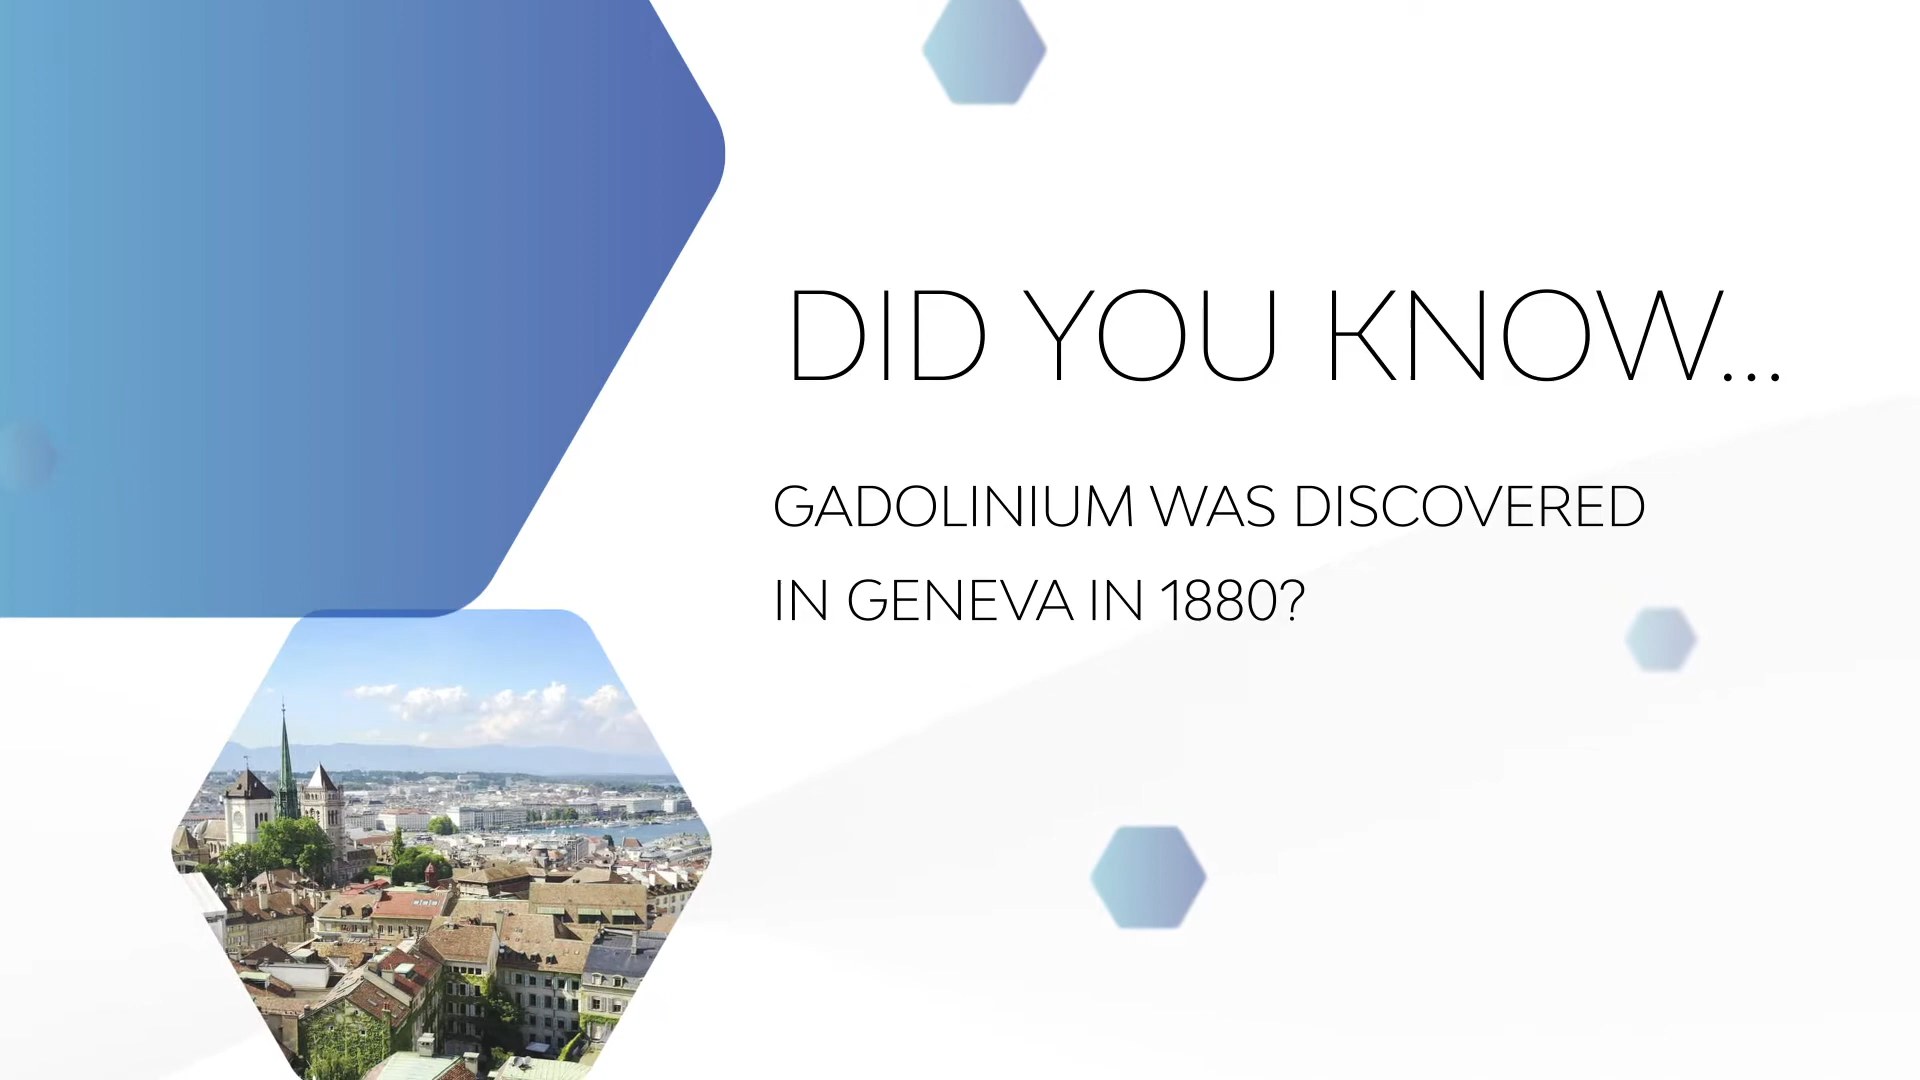 DID YOU KNOW...
GADOLINIUM WAS DISCOVERED
IN GENEVA IN 1880?